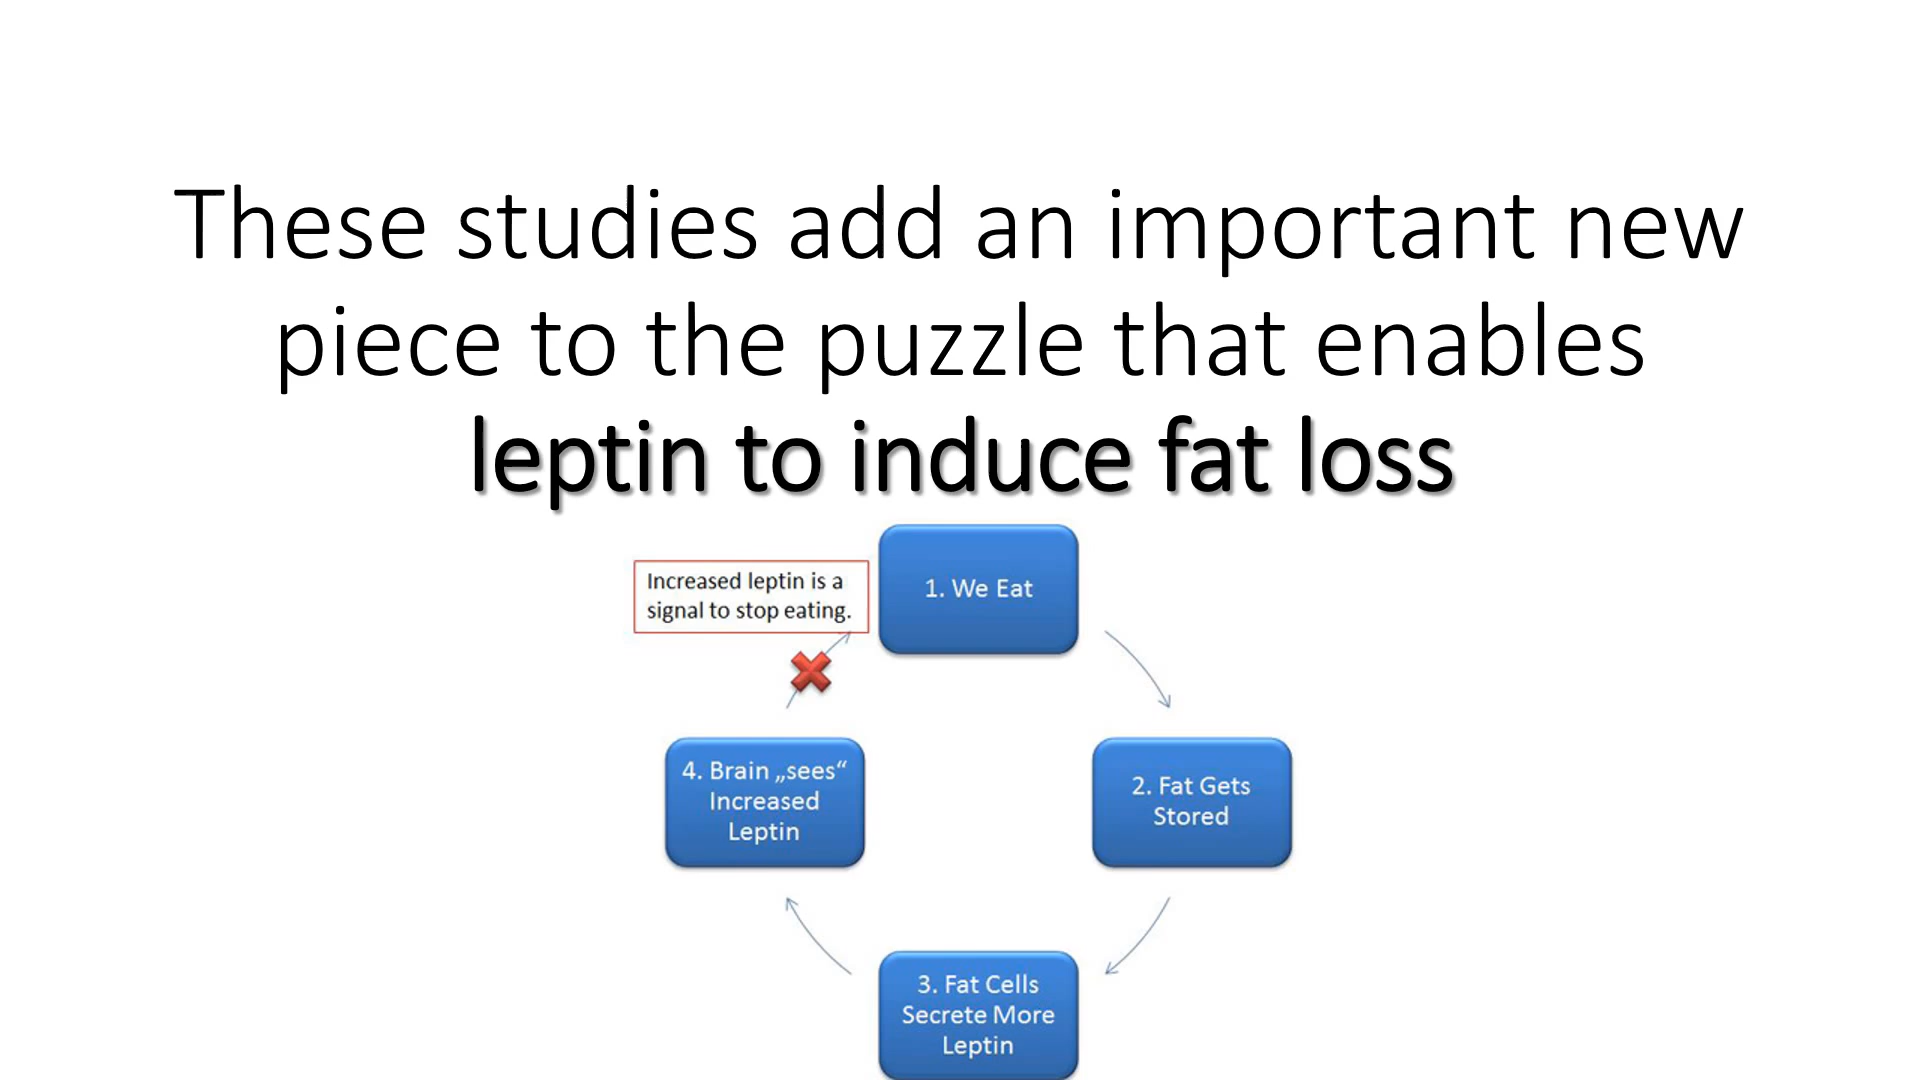 These studies add an important new
piece to the puzzle that enables
leptin to induce fat loss
Increased leptin is a
signal to stop eating.
1. We Eat
2. Fat Gets
Stored
3. Fat Cells
Secrete More
Leptin
4. Brain „sees“
Increased
Leptin